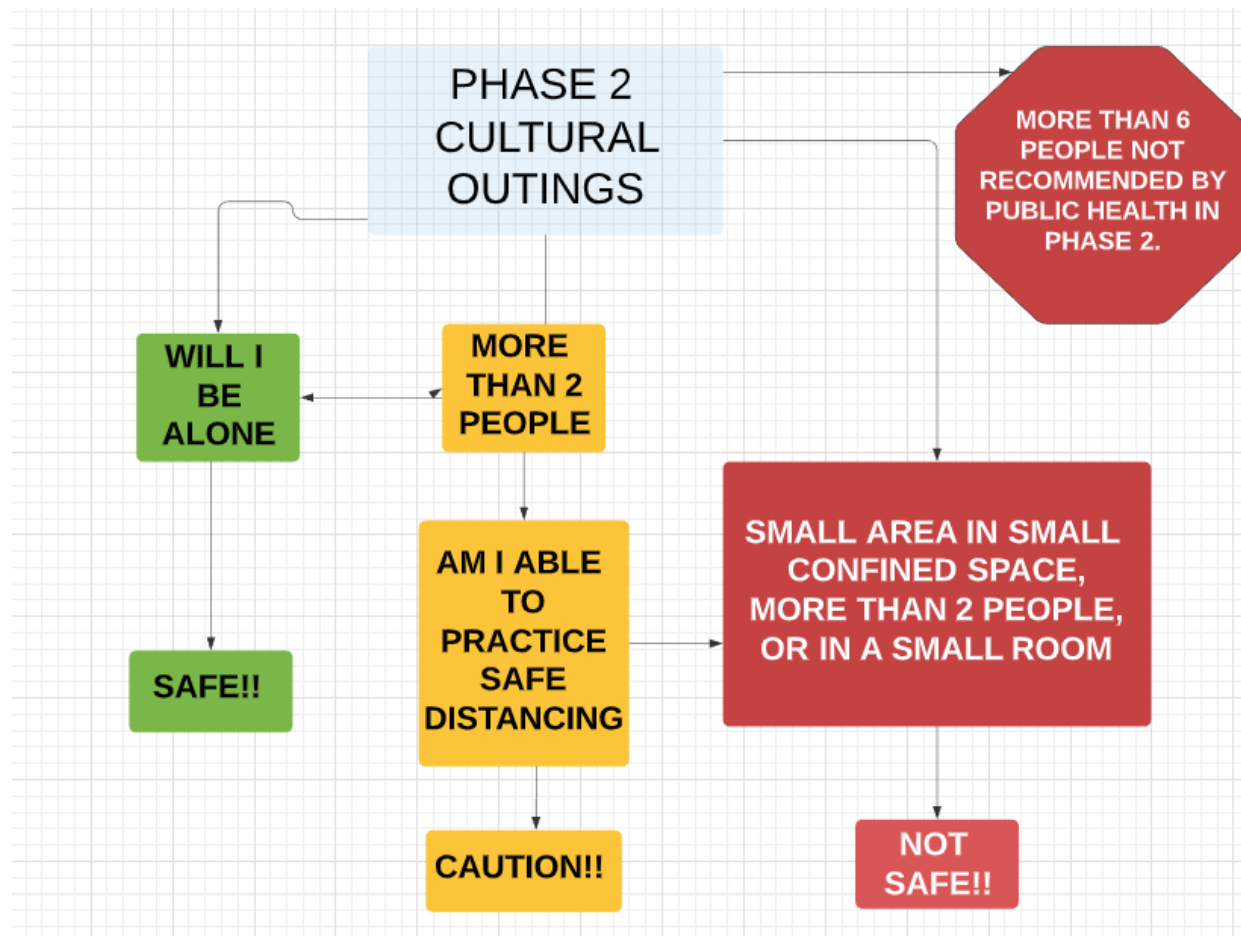 PHASE 2
CULTURAL
OUTINGS
MORE THAN 6
PEOPLE NOT
RECOMMENDED BY
PUBLIC HEALTH IN
PHASE 2.
WILL I
BE
ALONE
MORE
THAN 2
PEOPLE
AM I ABLE
TO
PRACTICE
SAFE
DISTANCING
SMALL AREA IN SMALL
CONFINED SPACE,
MORE THAN 2 PEOPLE,
OR IN A SMALL ROOM
SAFE!!
CAUTION!!
NOT
SAFE!!